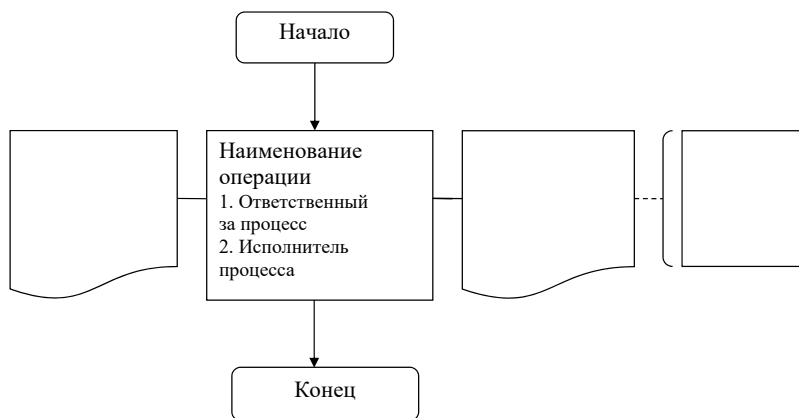 Начало
Наименование
операции
1. Ответственный
за процесс
2. Исполнитель
процесса
Конец